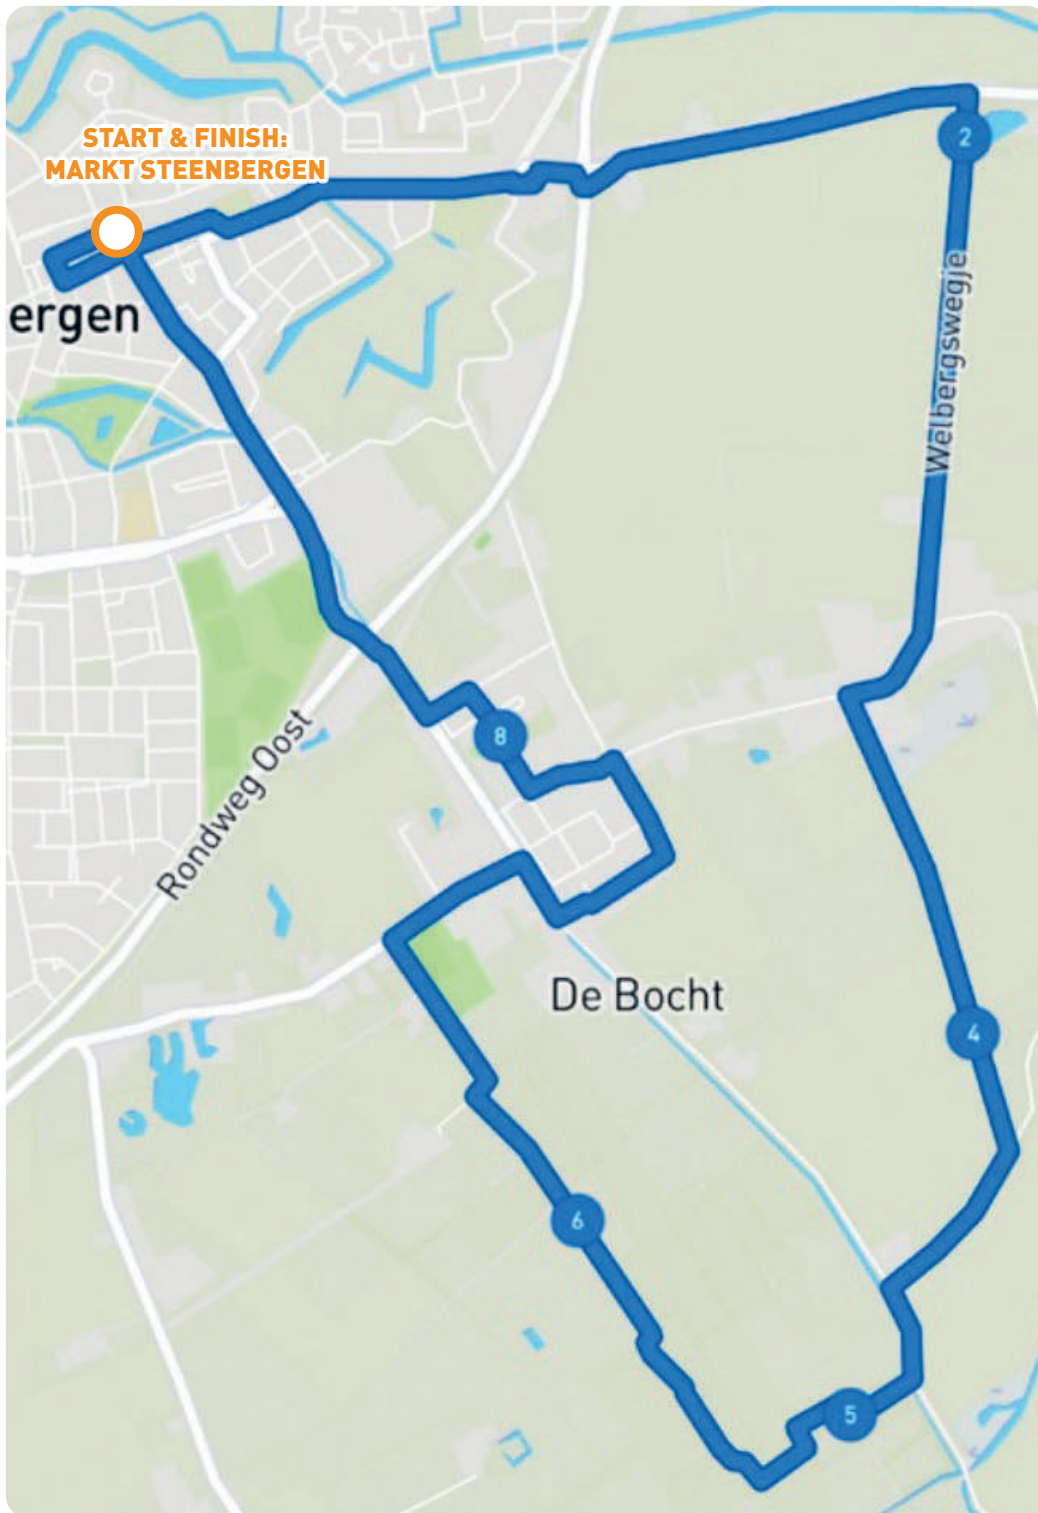 START & FINISH:
MARKT STEENBERGEN
2
ergen
Welbergswegje
8
Rondweg Oost
De Bocht
4
6
5